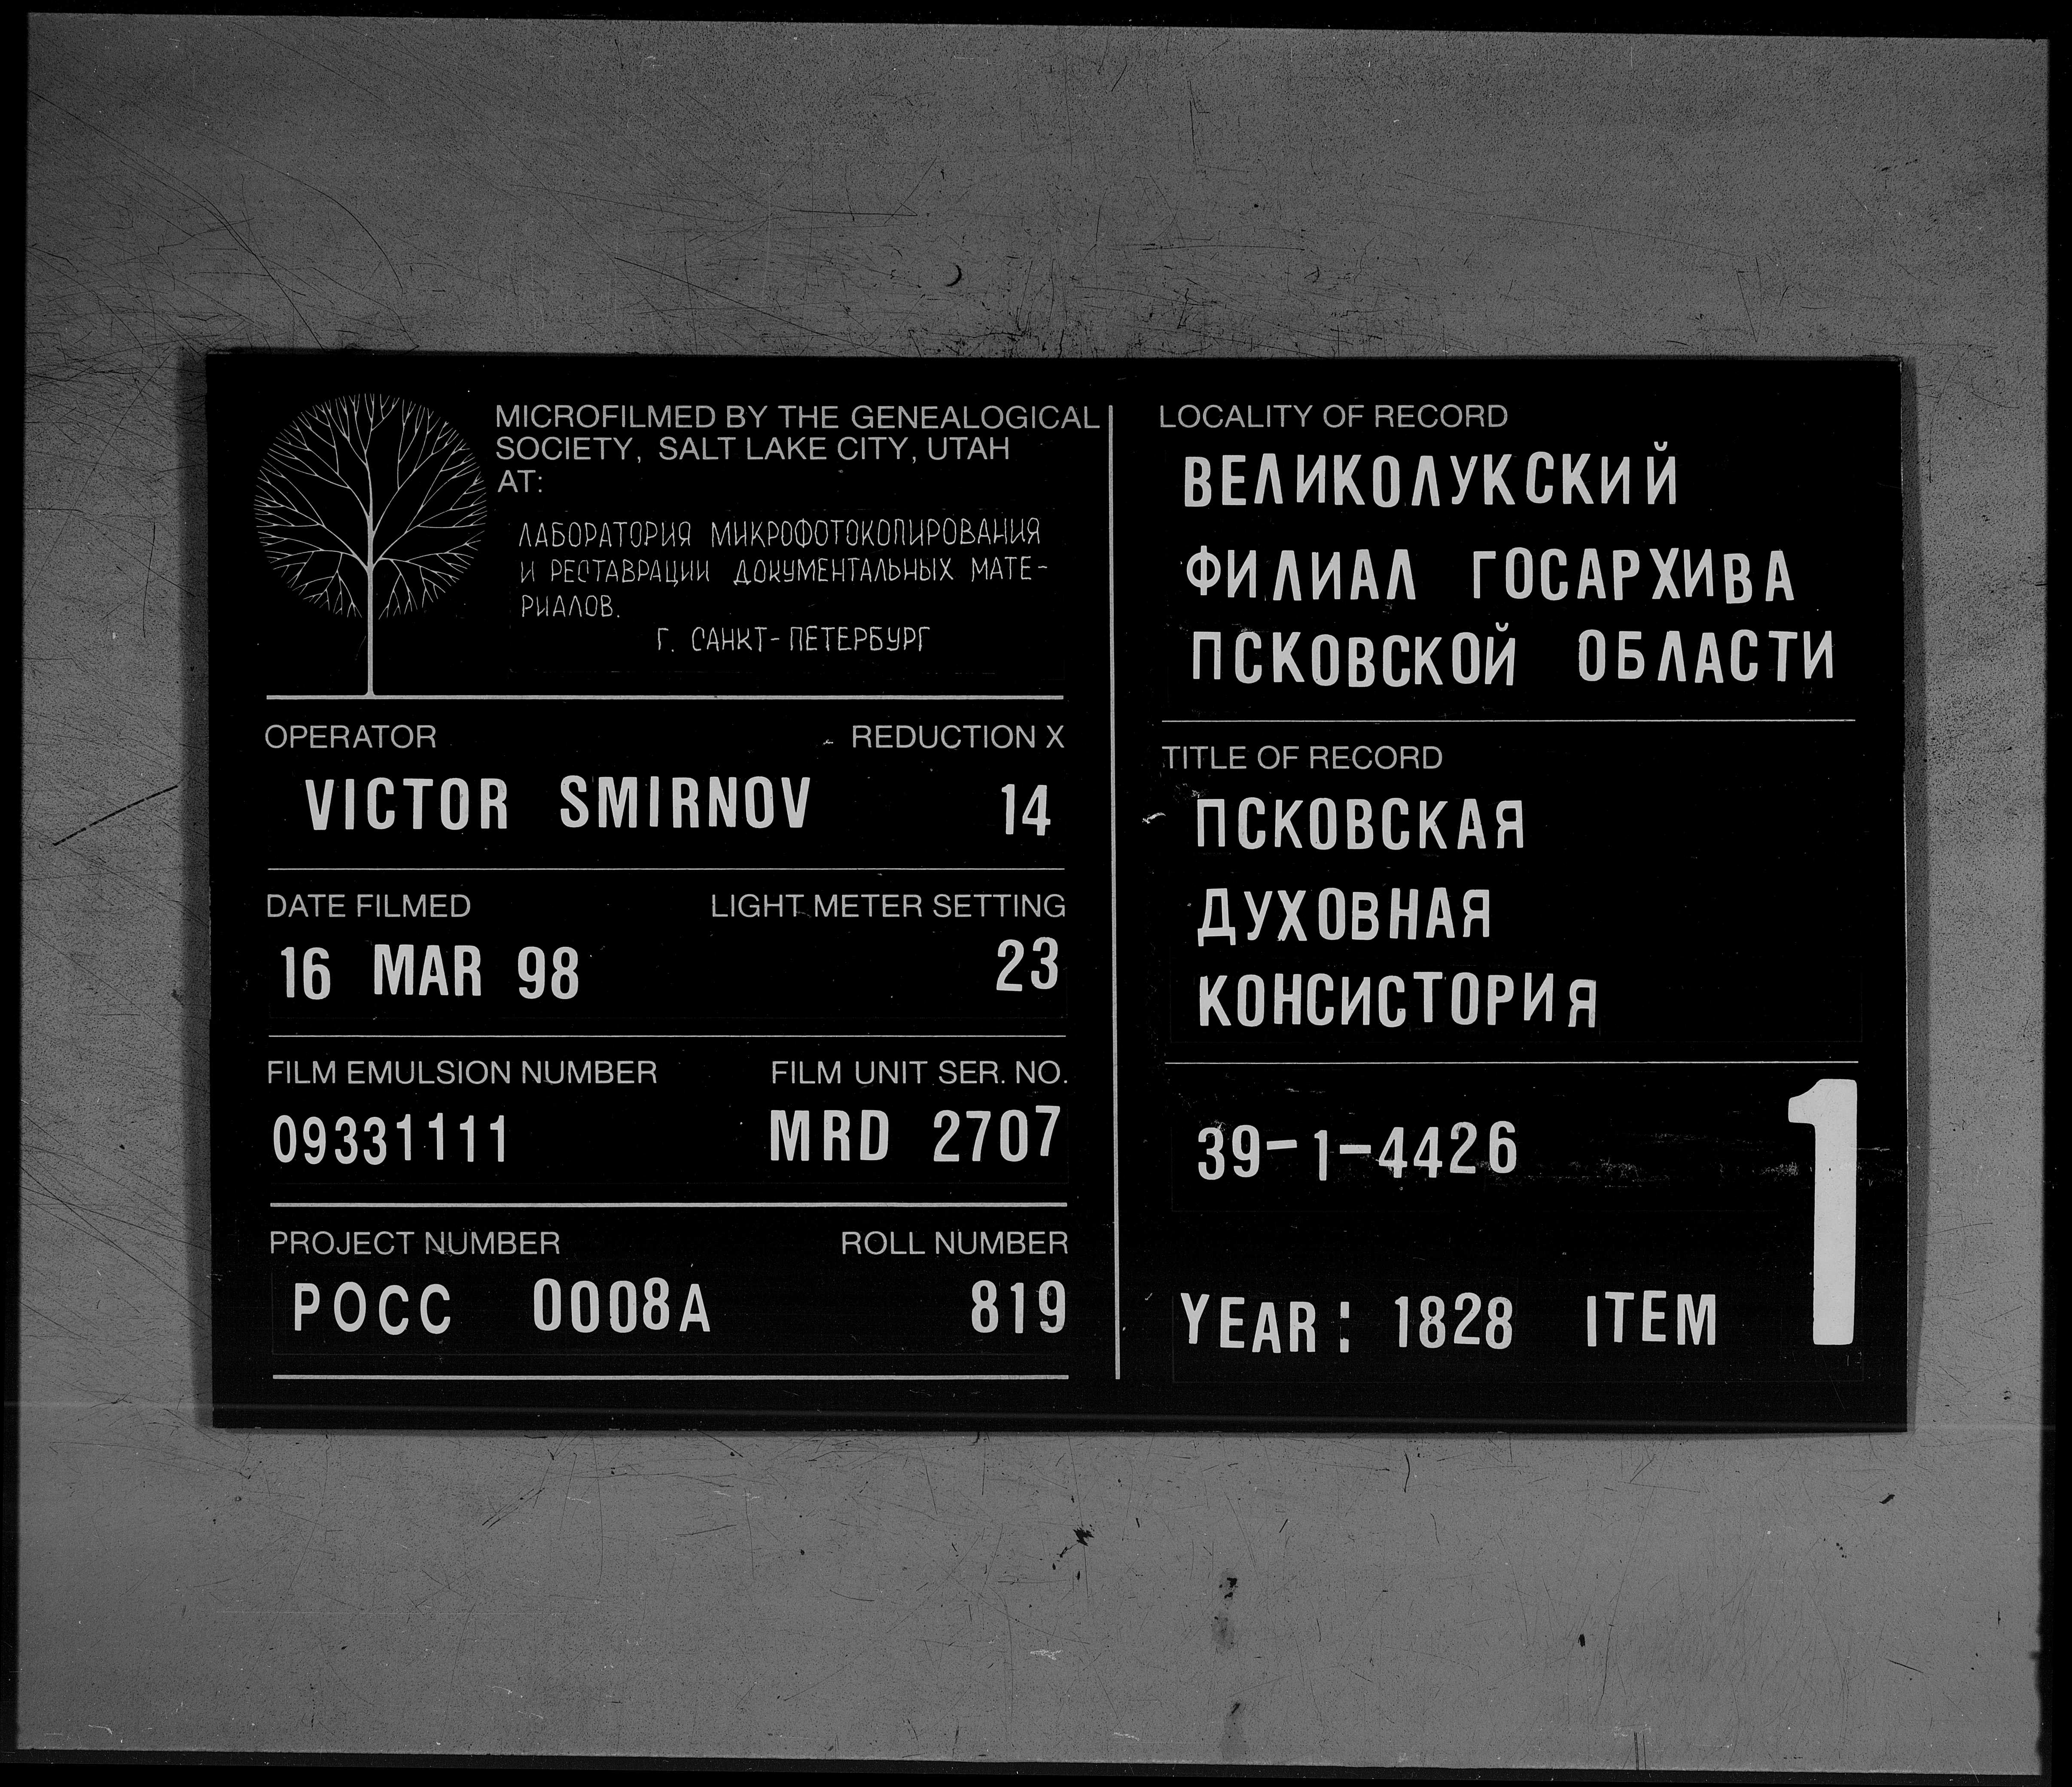 MICROFILMED BY THE GENEALOGICAL
SOCIETY, SALT LAKE CITY, UTAH
AT:
ЛАБОРАТОРИЯ МИКРОФОТОКОПИРОВАНИЯ
И РЕСТАВРАЦИИ ДОКУМЕНТАЛЬНЫХ МАТЕ-
РИАЛОВ.
Г. САНКТ-ПЕТЕРБУРГ
OPERATOR REDUCTION X
VICTOR SMIRNOV 14
DATE FILMED LIGHT METER SETTING
16 MAR 98 23
FILM EMULSION NUMBER FILM UNIT SER. NO.
09331111 MRD 2707
PROJECT NUMBER ROLL NUMBER
РОСС 0008A 819
LOCALITY OF RECORD
ВЕЛИКОЛУКСКИЙ
ФИЛИАЛ ГОСАРХИВА
ПСКОВСКОЙ ОБЛАСТИ
TITLE OF RECORD
ПСКОВСКАЯ
ДУХОВНАЯ
КОНСИСТОРИЯ
39-1-4426
YEAR: 1828 ITEM 1